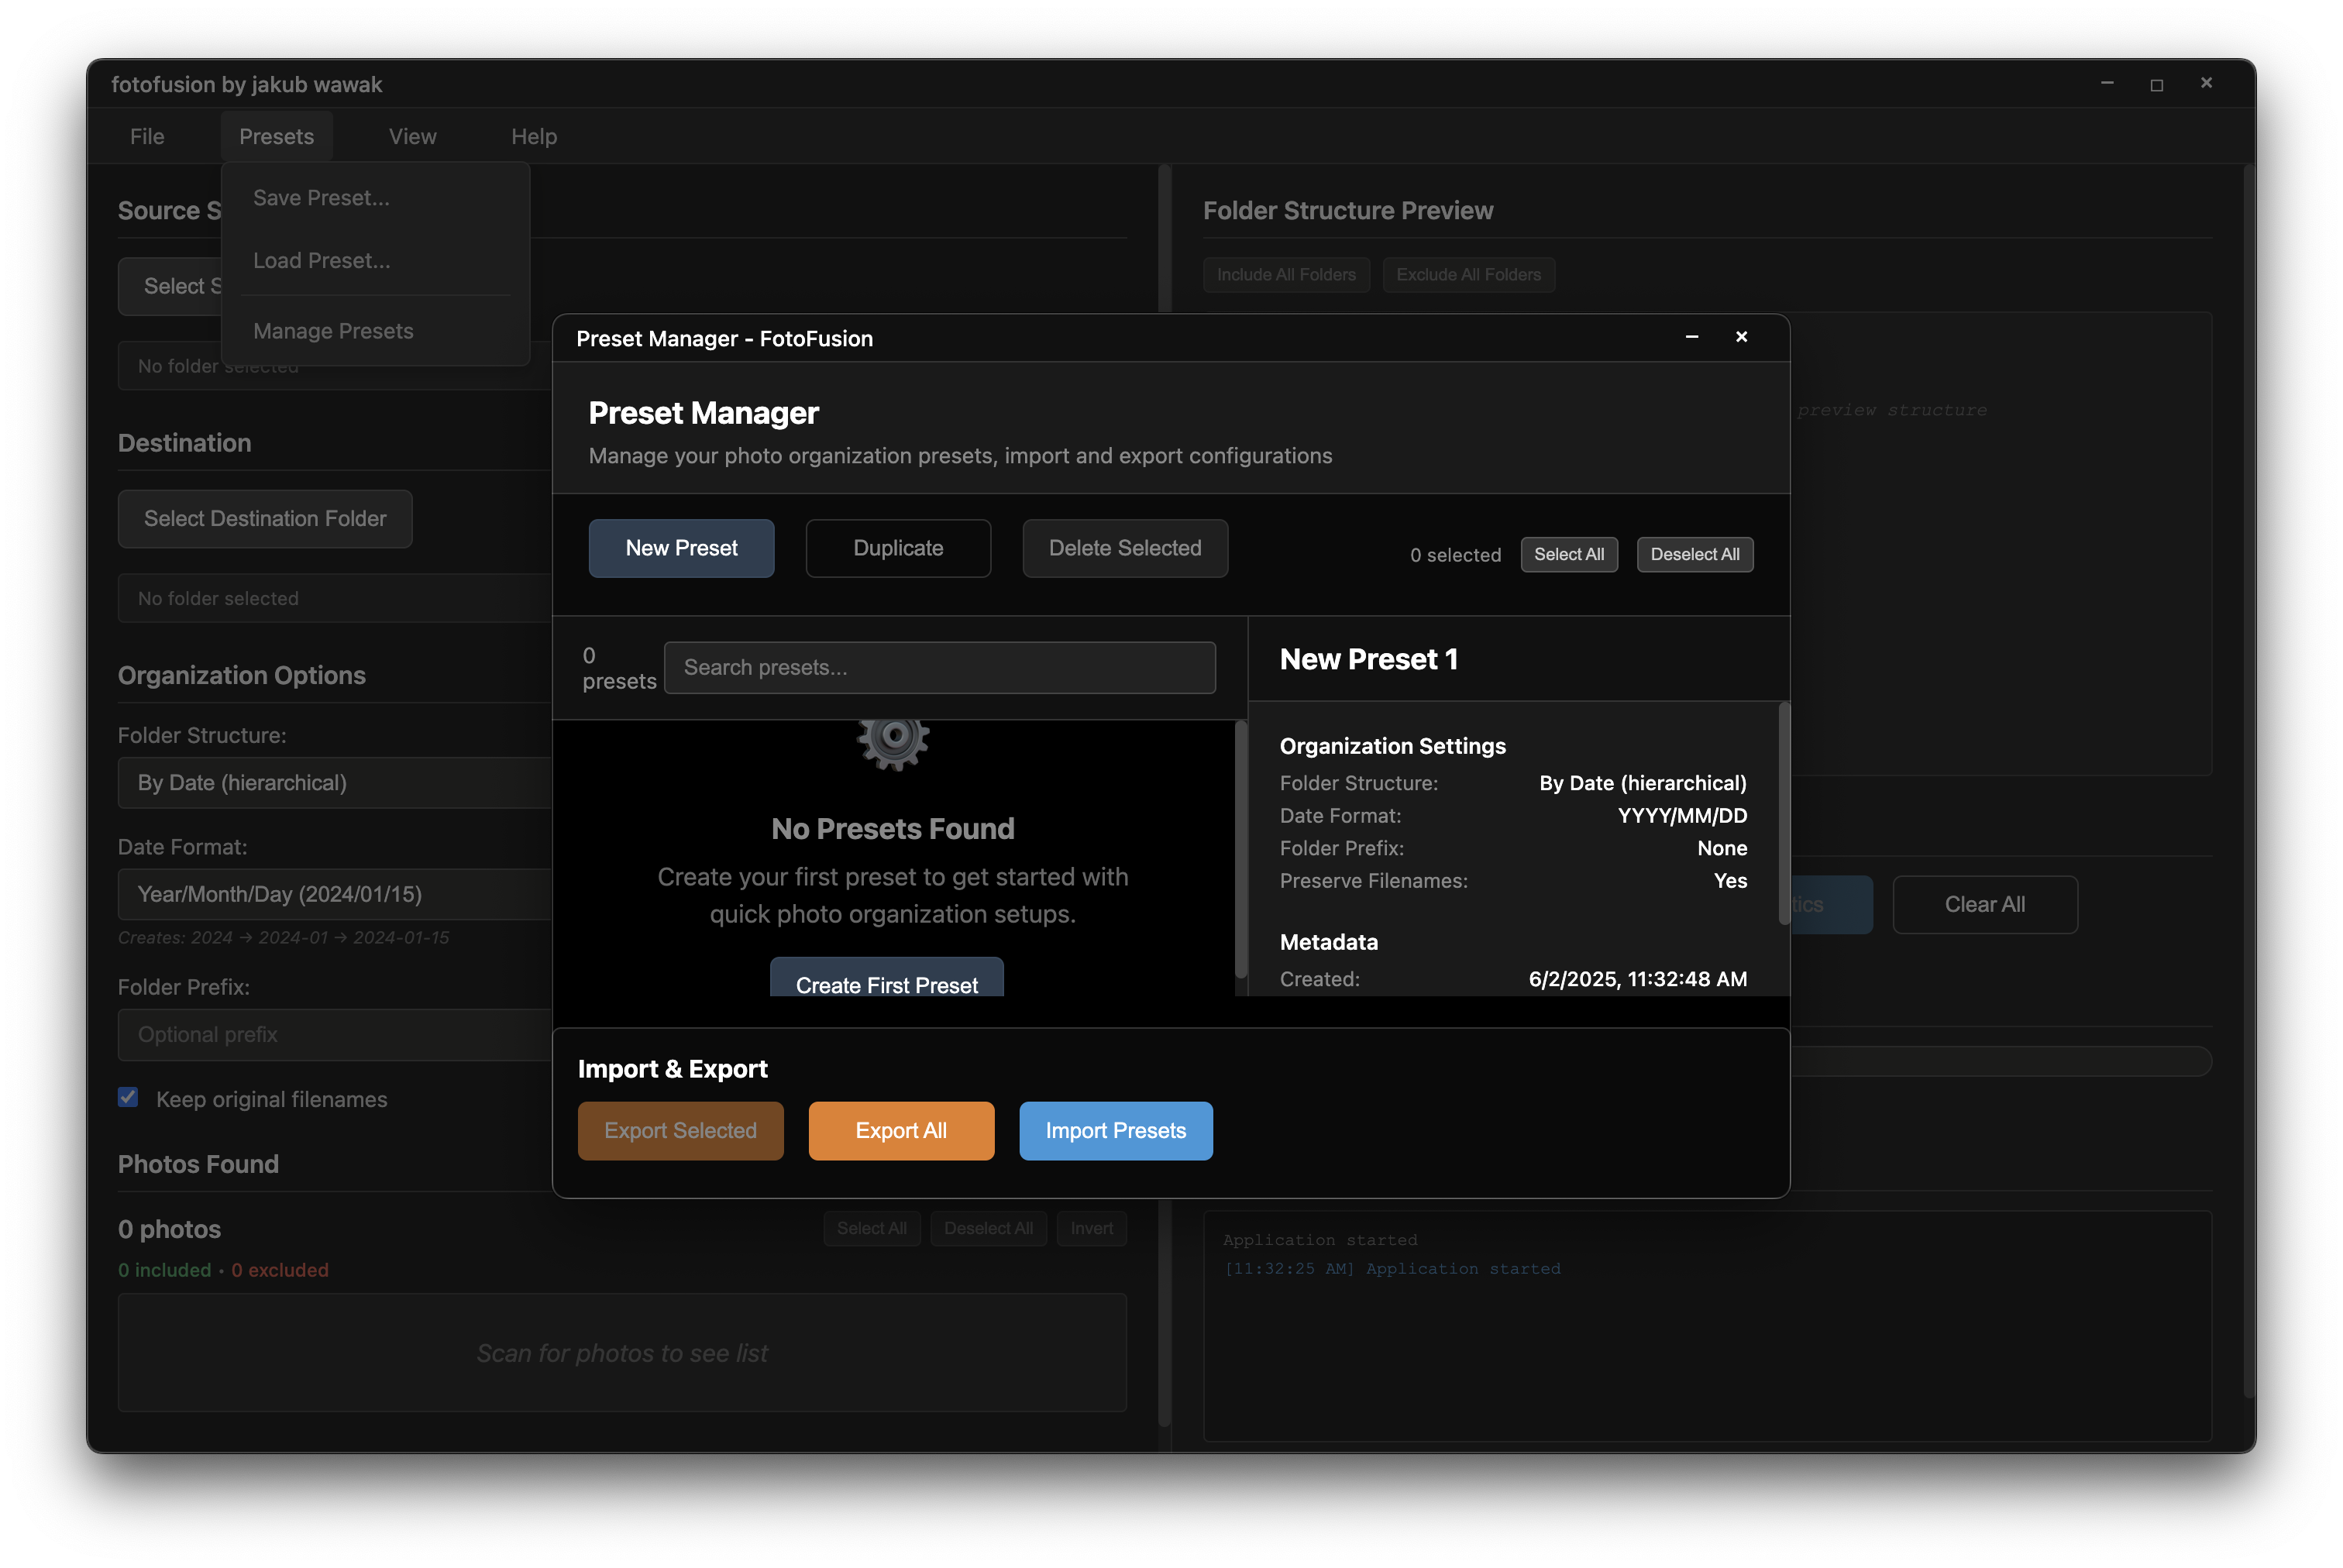 fotofusion by jakub wawak
File
Presets
View
Help
Save Preset...
Load Preset...
Manage Presets
Source S
Select S
No folder selected
Destination
Select Destination Folder
No folder selected
Organization Options
Folder Structure:
By Date (hierarchical)
Date Format:
Year/Month/Day (2024/01/15)
Creates: 2024 → 2024-01 → 2024-01-15
Folder Prefix:
Optional prefix
Keep original filenames
Photos Found
0 photos
Select All
Deselect All
Invert
0 included • 0 excluded
Scan for photos to see list
Folder Structure Preview
Include All Folders
Exclude All Folders
preview structure
tics
Clear All
Application started
[11:32:25 AM] Application started
Preset Manager - FotoFusion
Preset Manager
Manage your photo organization presets, import and export configurations
New Preset
Duplicate
Delete Selected
0 selected
Select All
Deselect All
0
presets
Search presets...
No Presets Found
Create your first preset to get started with
quick photo organization setups.
Create First Preset
New Preset 1
Organization Settings
Folder Structure: By Date (hierarchical)
Date Format: YYYY/MM/DD
Folder Prefix: None
Preserve Filenames: Yes
Metadata
Created: 6/2/2025, 11:32:48 AM
Import & Export
Export Selected
Export All
Import Presets